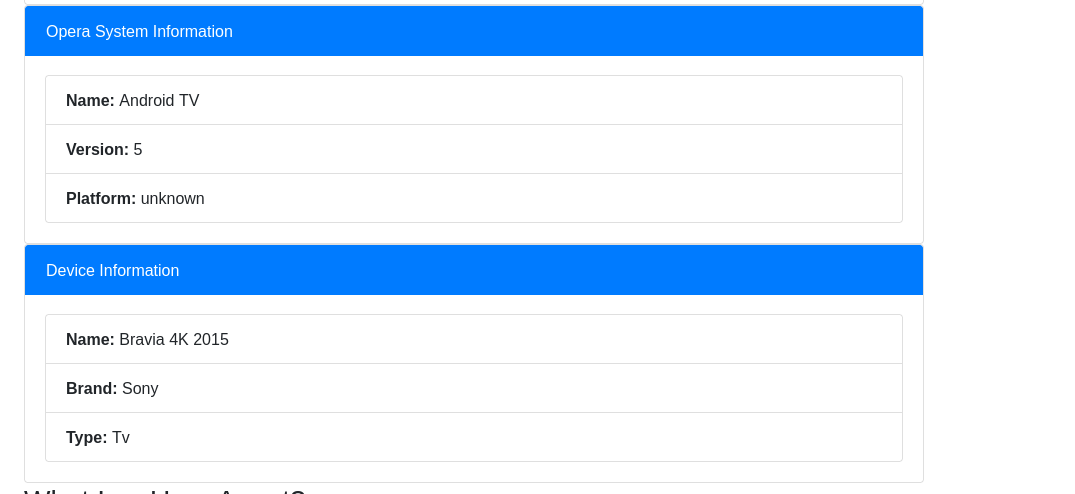 Opera System Information
Name: Android TV
Version: 5
Platform: unknown
Device Information
Name: Bravia 4K 2015
Brand: Sony
Type: Tv